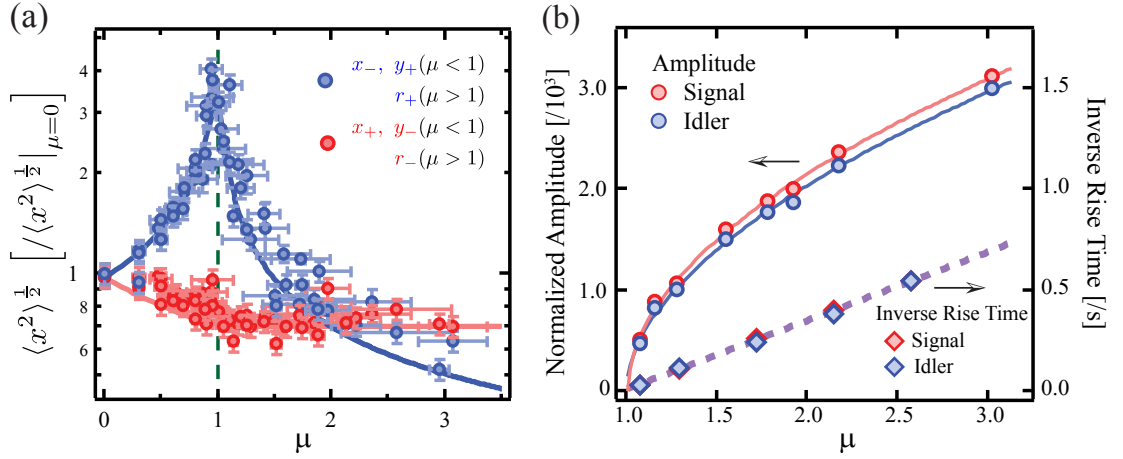 (a)
⟨x²⟩^{1/2} [/⟨x²⟩^{1/2}|_{μ=0}]
4
3
2
1
8
6
x₋, y₊(μ < 1)
r₊(μ > 1)
x₊, y₋(μ < 1)
r₋(μ > 1)
0
1
2
3
μ
(b)
Normalized Amplitude [/10³]
3.0
2.0
1.0
0
Amplitude
Signal
Idler
Inverse Rise Time
Signal
Idler
1.0
1.5
2.0
2.5
3.0
μ
1.5
1.0
0.5
0.0
Inverse Rise Time [/s]